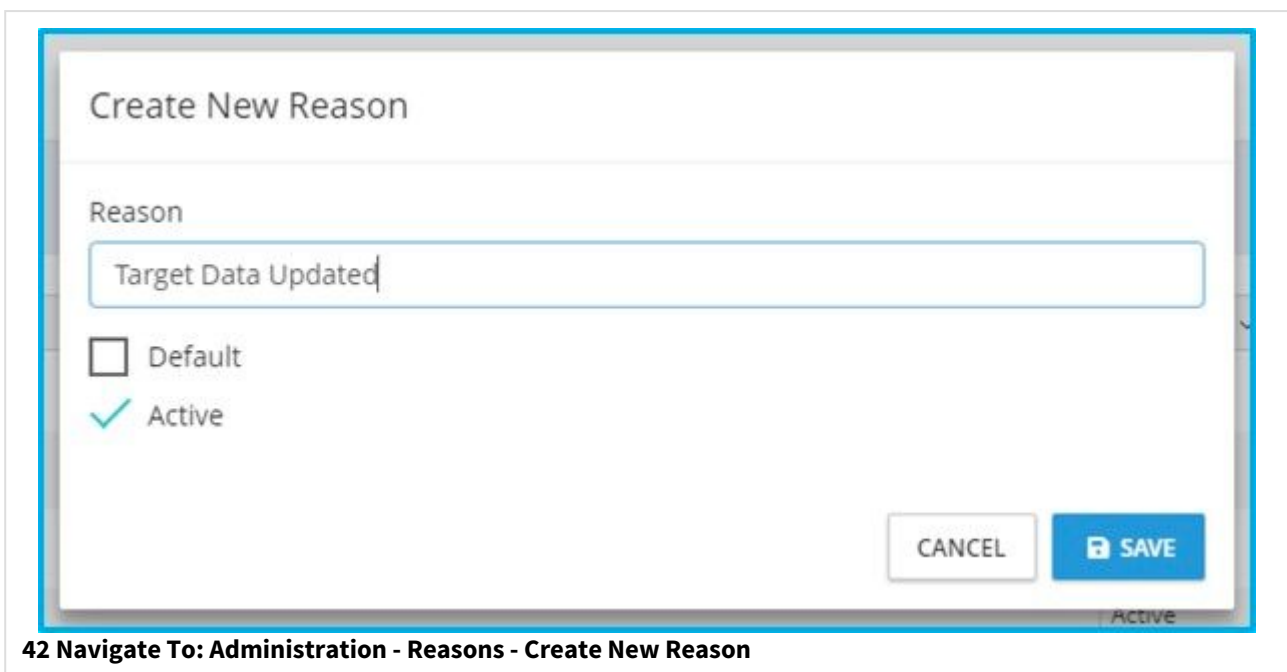 Create New Reason
Reason
Target Data Updated
Default
Active
CANCEL
SAVE
Active
42 Navigate To: Administration - Reasons - Create New Reason